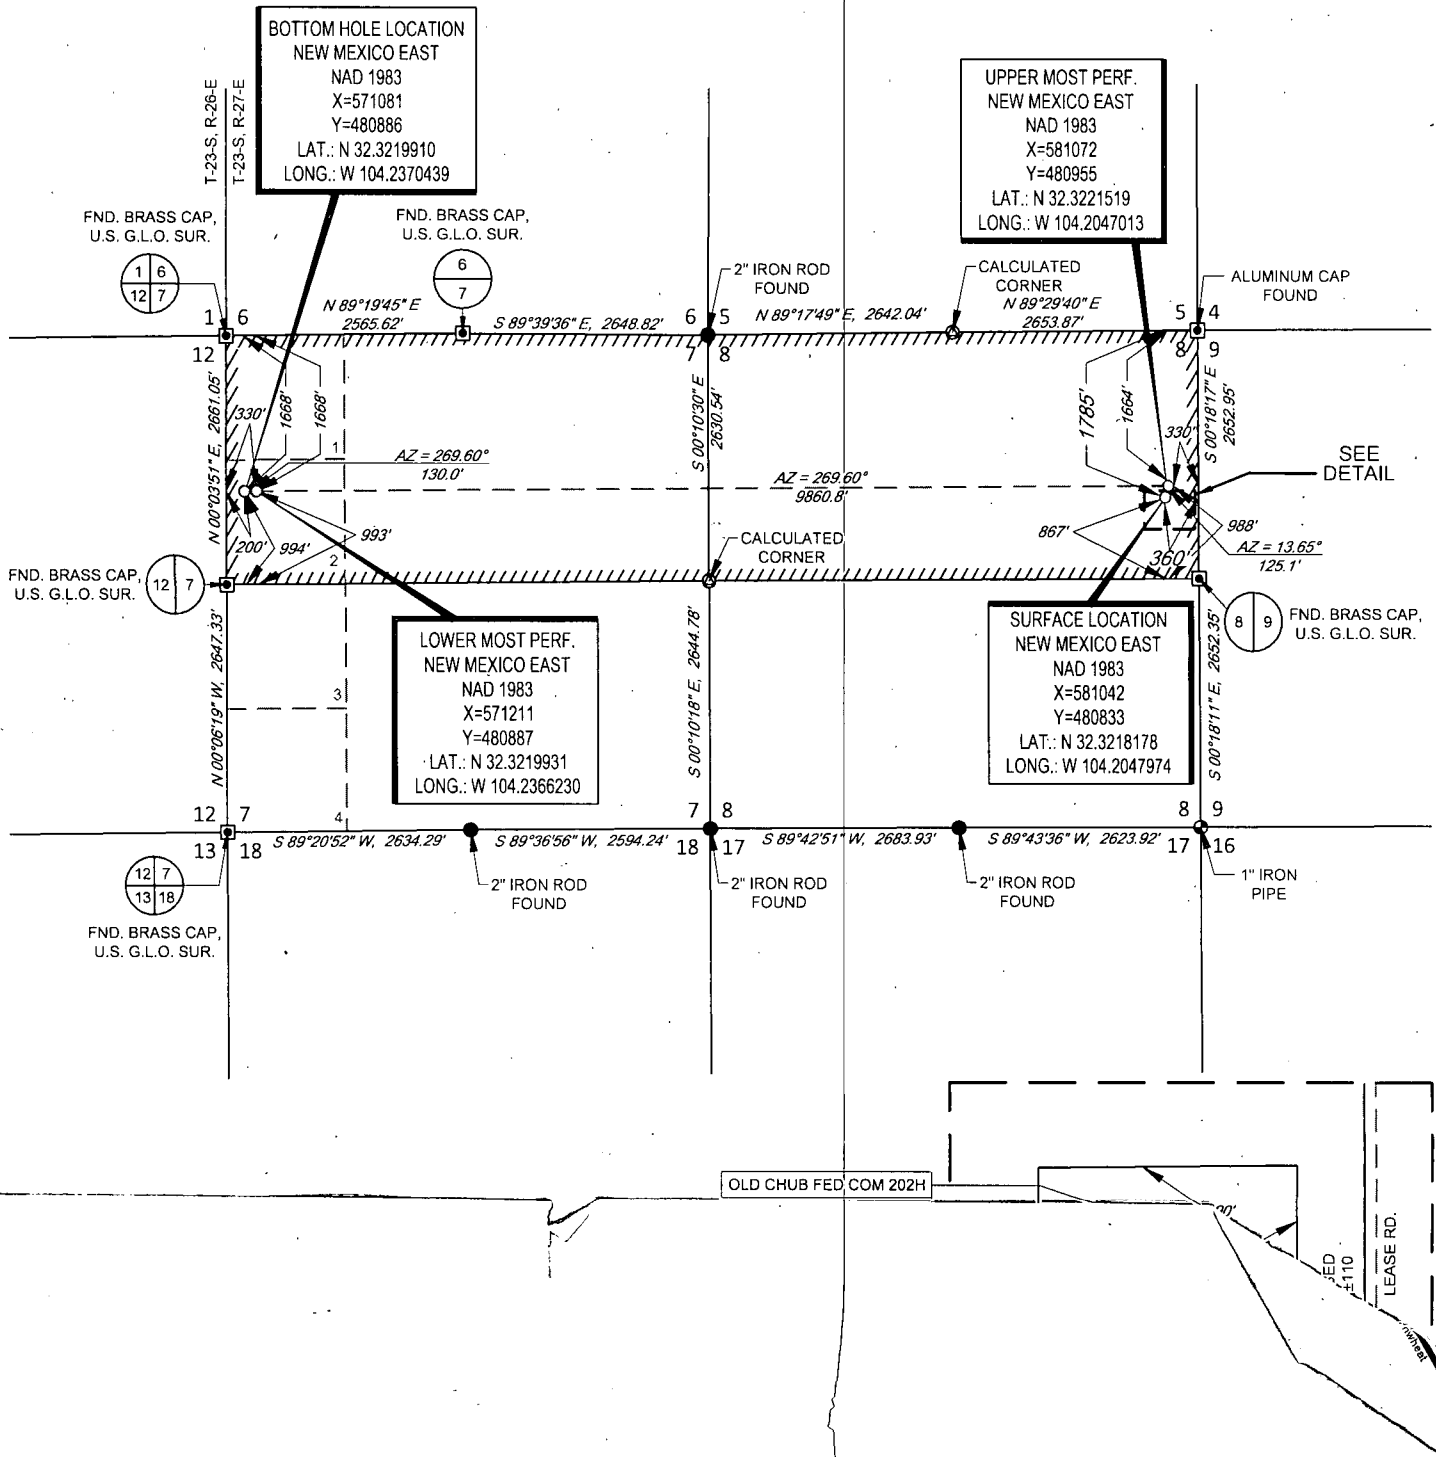 BOTTOM HOLE LOCATION
NEW MEXICO EAST
NAD 1983
X=571081
Y=480886
LAT.: N 32.3219910
LONG.: W 104.2370439
UPPER MOST PERF.
NEW MEXICO EAST
NAD 1983
X=581072
Y=480955
LAT.: N 32.3221519
LONG.: W 104.2047013
T-23-S, R-26-E
T-23-S, R-27-E
FND. BRASS CAP,
U.S. G.L.O. SUR.
1 6
12 7
FND. BRASS CAP,
U.S. G.L.O. SUR.
6
7
2" IRON ROD
FOUND
CALCULATED
CORNER
ALUMINUM CAP
FOUND
N 89°19'45" E
2565.62'
S 89°39'36" E, 2648.82'
N 89°17'49" E, 2642.04'
N 89°29'40" E
2653.87'
1 6
12
6 5
7 8
5 4
8 9
N 00°03'51" E, 2661.05'
330'
1668'
1668'
1
AZ = 269.60°
130.0'
S 00°10'30" E
2630.54'
AZ = 269.60°
9860.8'
1785'
1664'
330'
S 00°18'17" E
2652.95'
SEE
DETAIL
200'
994'
993'
2
867'
360'
988'
AZ = 13.65°
125.1'
CALCULATED
CORNER
FND. BRASS CAP,
U.S. G.L.O. SUR.
12 7
8 9
FND. BRASS CAP,
U.S. G.L.O. SUR.
LOWER MOST PERF.
NEW MEXICO EAST
NAD 1983
X=571211
Y=480887
LAT.: N 32.3219931
LONG.: W 104.2366230
SURFACE LOCATION
NEW MEXICO EAST
NAD 1983
X=581042
Y=480833
LAT.: N 32.3218178
LONG.: W 104.2047974
N 00°06'19" W, 2647.33'
3
4
S 00°10'18" E, 2644.78'
S 00°18'11" E, 2652.35'
12 7
13 18
7 8
18 17
8 9
17 16
S 89°20'52" W, 2634.29'
S 89°36'56" W, 2594.24'
S 89°42'51" W, 2683.93'
S 89°43'36" W, 2623.92'
12 7
13 18
FND. BRASS CAP,
U.S. G.L.O. SUR.
2" IRON ROD
FOUND
2" IRON ROD
FOUND
2" IRON ROD
FOUND
1" IRON
PIPE
OLD CHUB FED COM 202H
±110
LEASE RD.